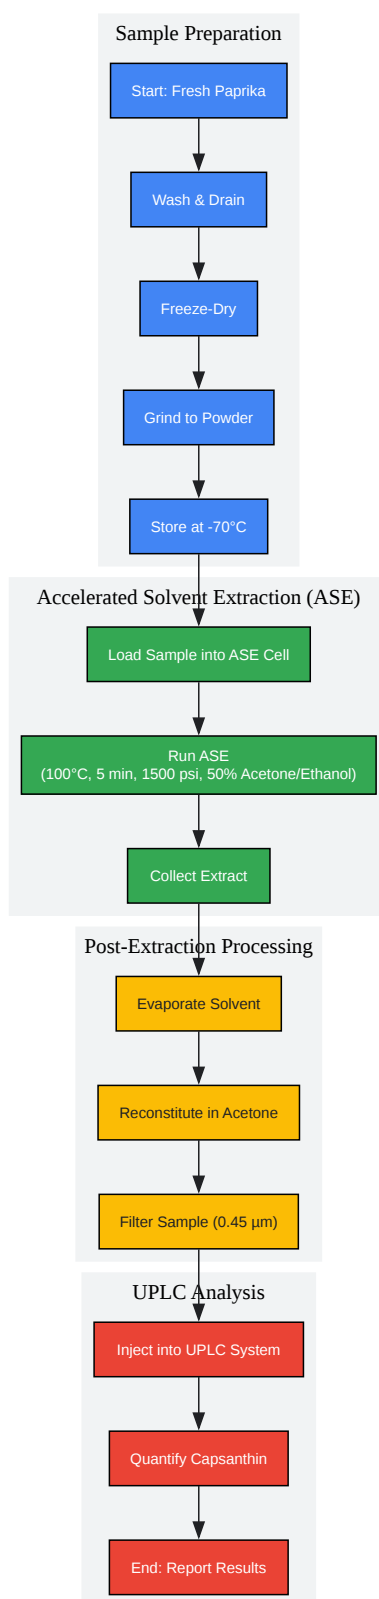 Sample Preparation
Start: Fresh Paprika
Wash & Drain
Freeze-Dry
Grind to Powder
Store at -70°C
Accelerated Solvent Extraction (ASE)
Load Sample into ASE Cell
Run ASE
(100°C, 5 min, 1500 psi, 50% Acetone/Ethanol)
Collect Extract
Post-Extraction Processing
Evaporate Solvent
Reconstitute in Acetone
Filter Sample (0.45 µm)
UPLC Analysis
Inject into UPLC System
Quantify Capsanthin
End: Report Results